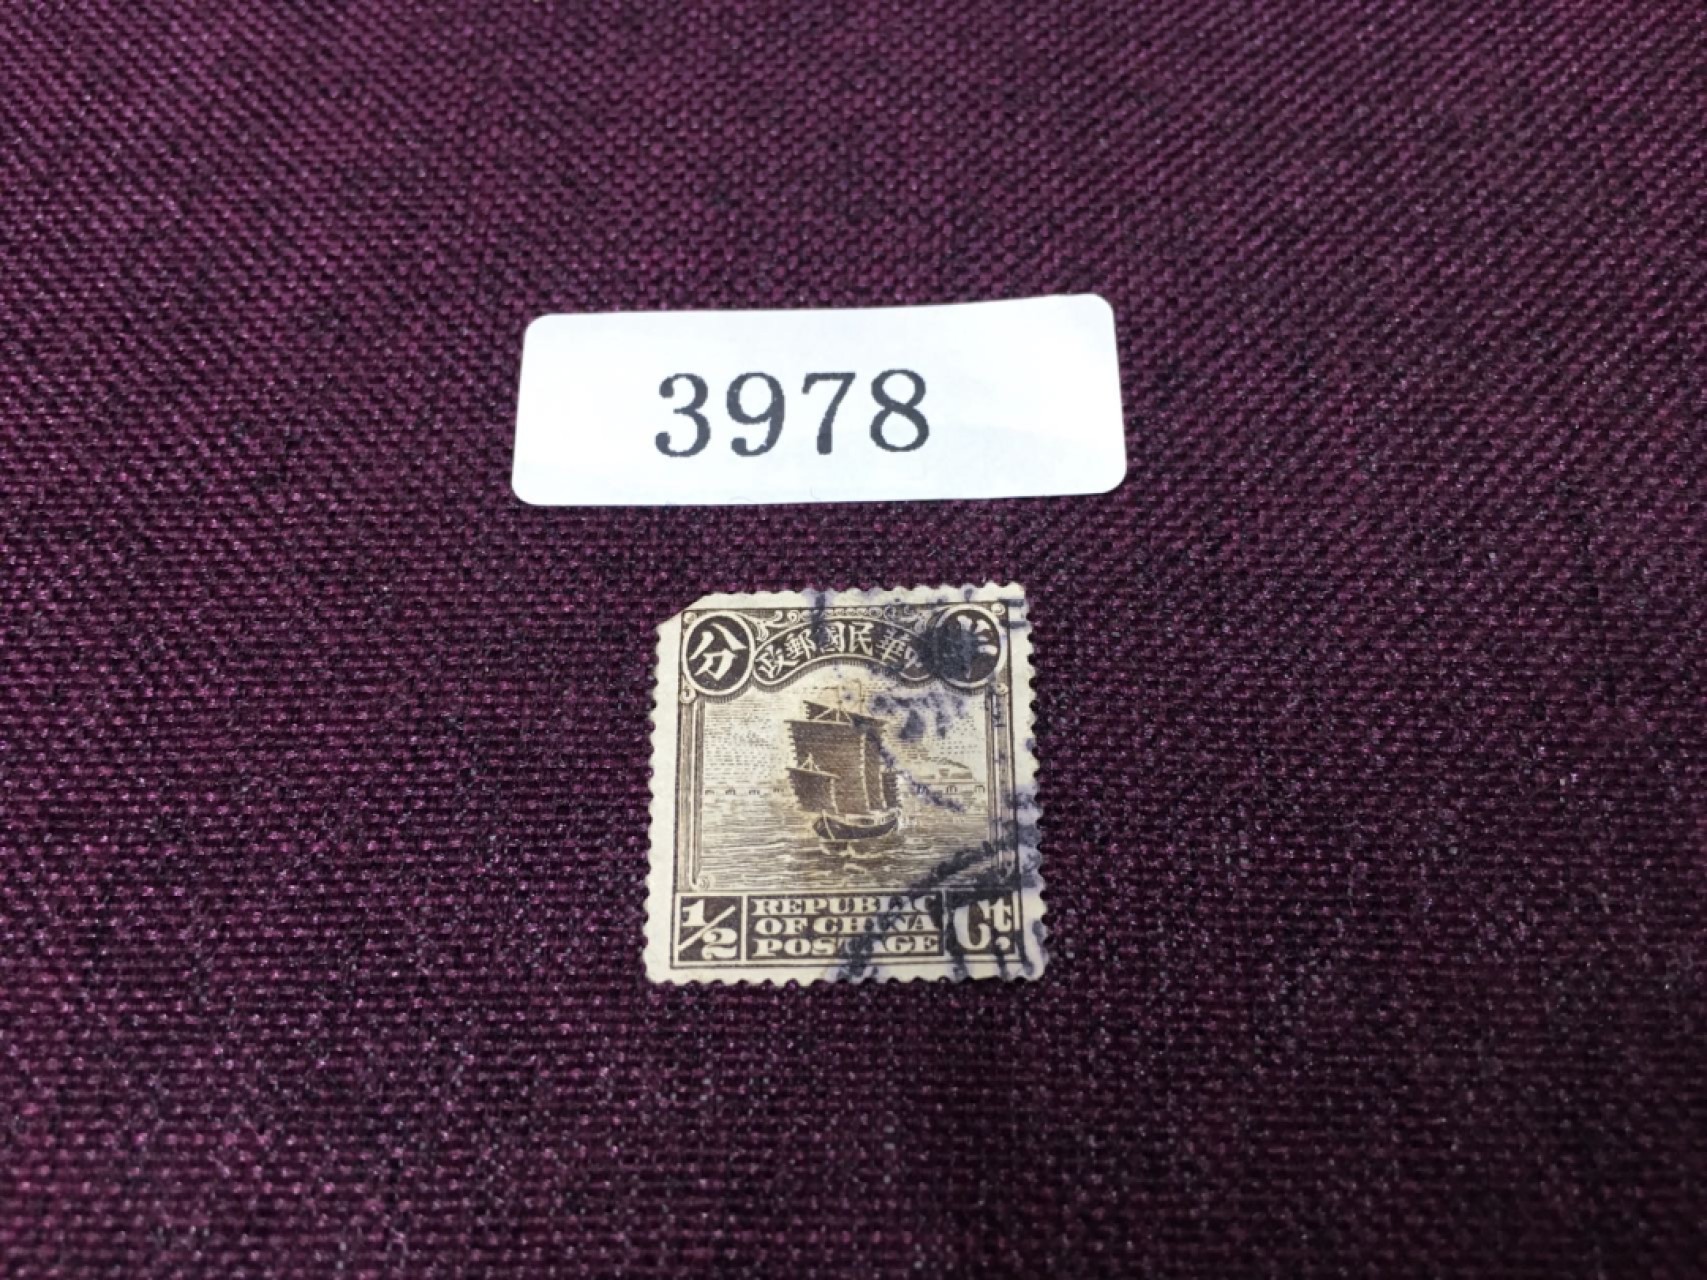 3978
分 政郵國民華中 半
1/2 REPUBLIC Ct.
OF CHINA
POSTAGE